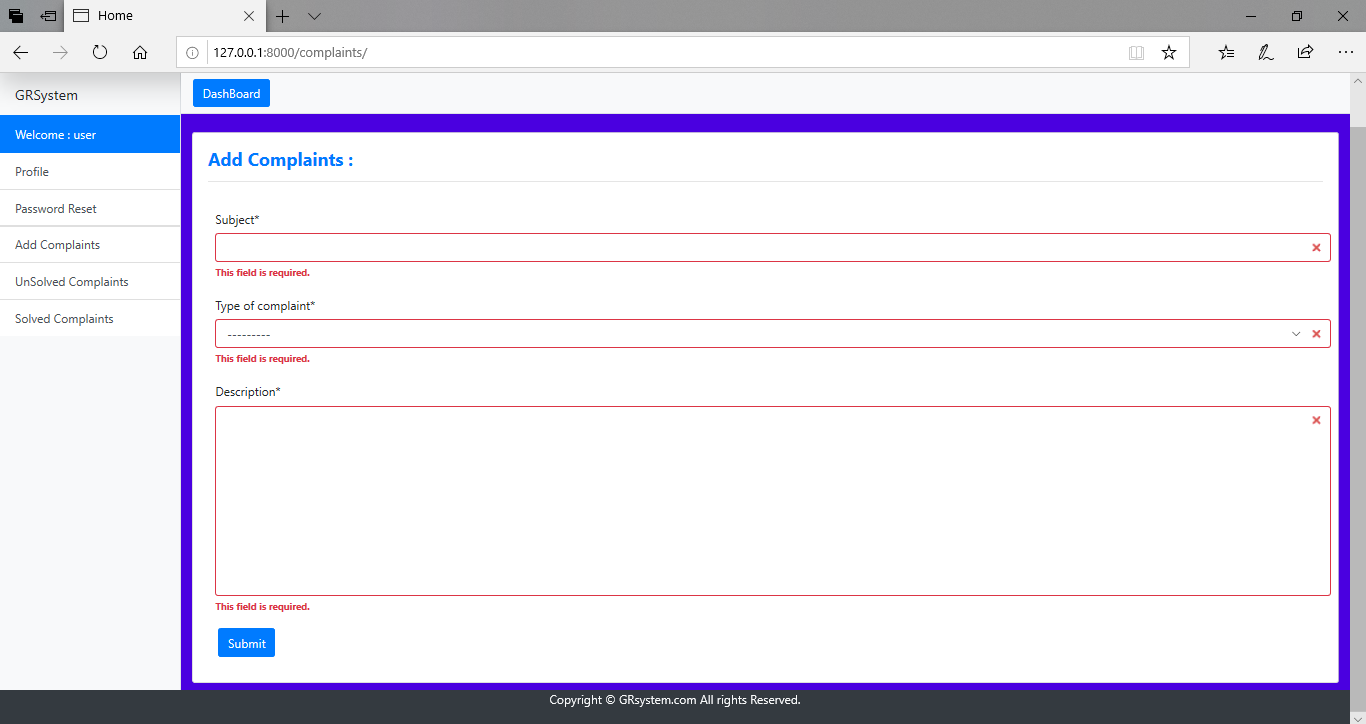 Home
127.0.0.1:8000/complaints/
GRSystem
DashBoard
Welcome : user
Profile
Password Reset
Add Complaints
UnSolved Complaints
Solved Complaints
Add Complaints :
Subject*
This field is required.
Type of complaint*
---------
This field is required.
Description*
This field is required.
Submit
Copyright © GRsystem.com All rights Reserved.